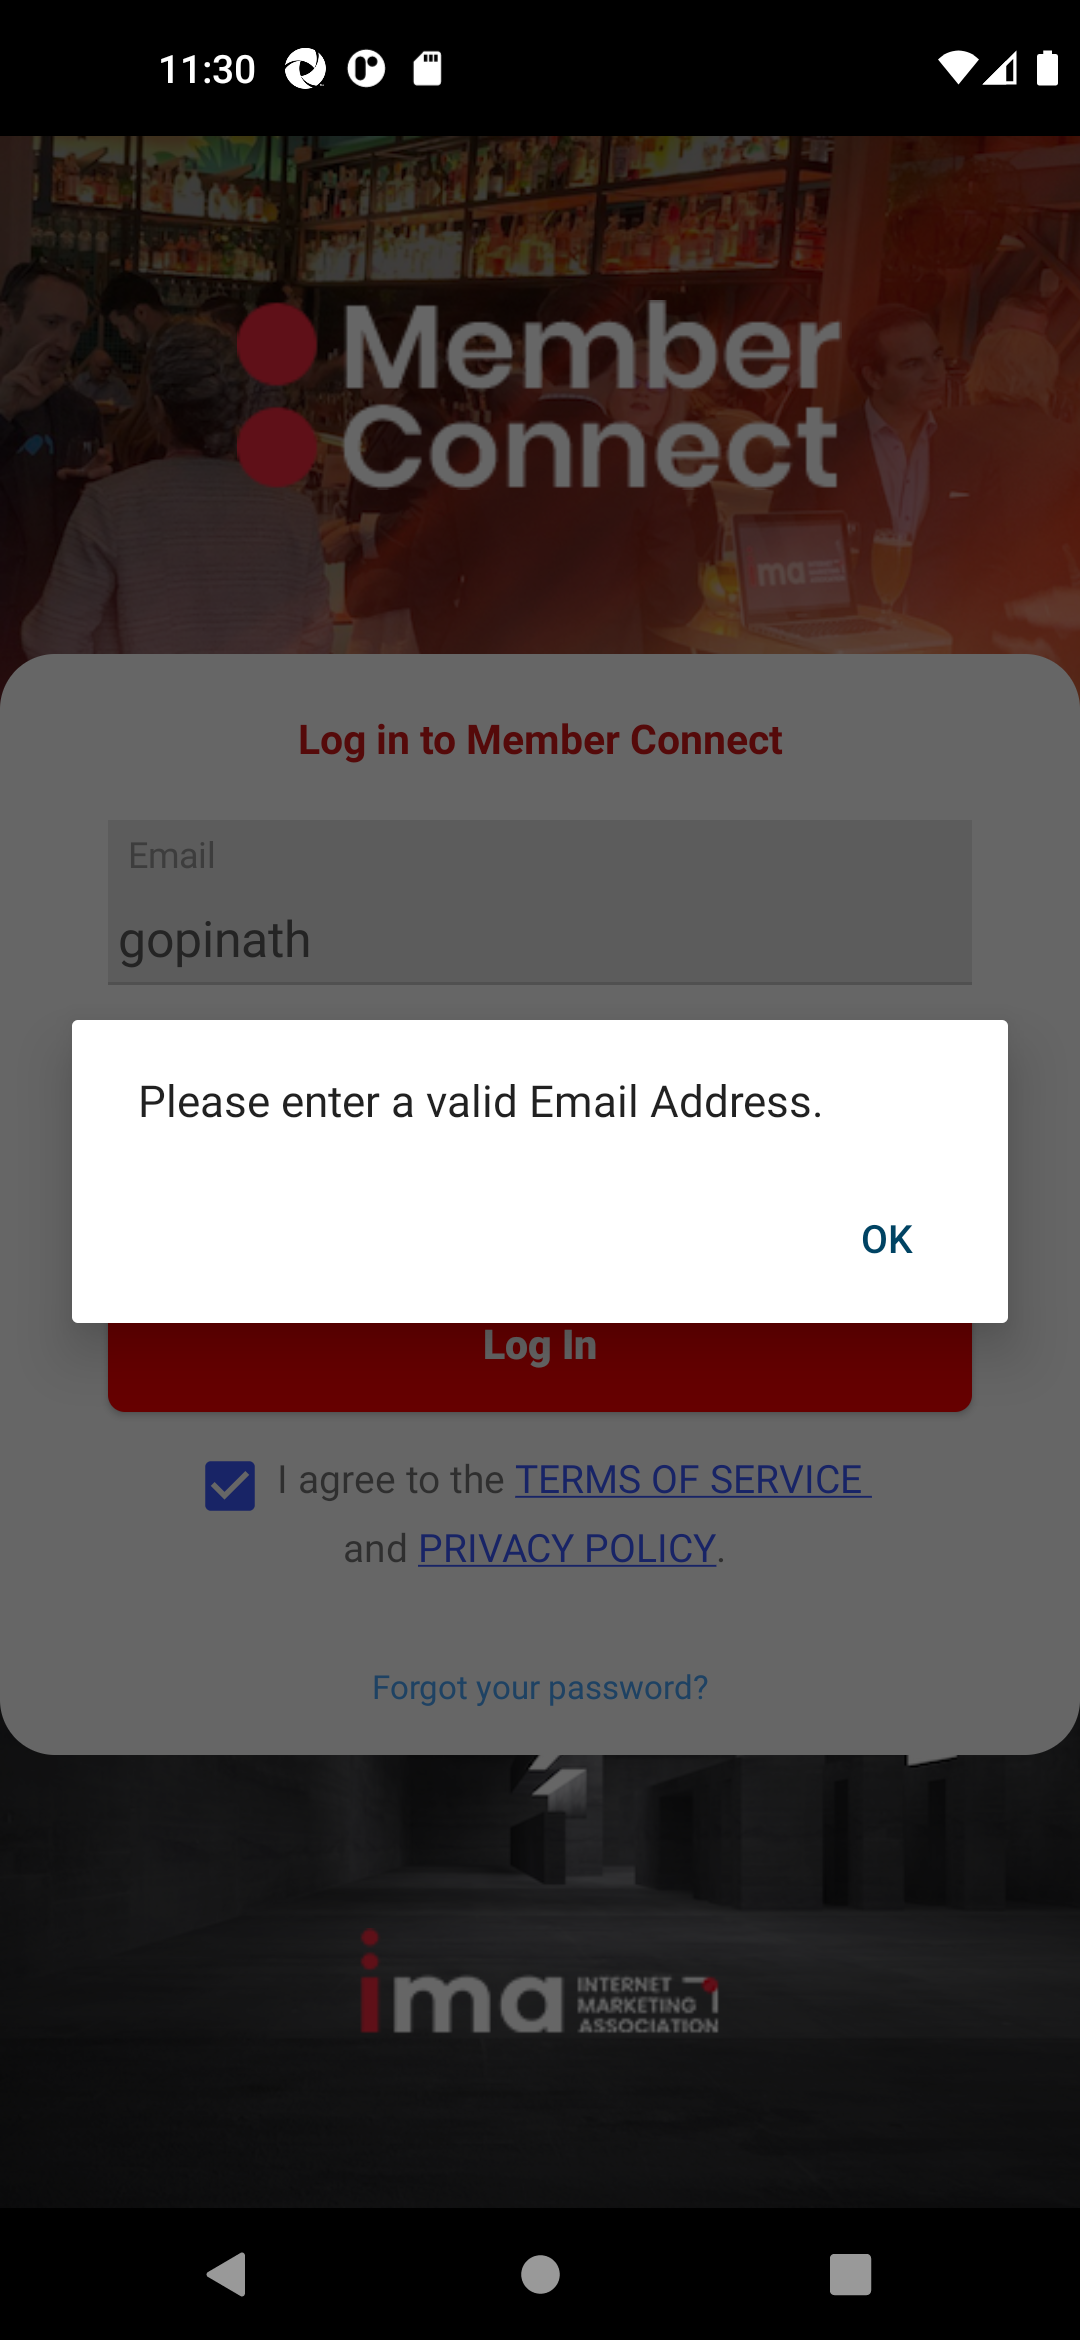 11:30
Member
Connect
ima
Log in to Member Connect
Email
gopinath
Please enter a valid Email Address.
OK
Log In
I agree to the TERMS OF SERVICE
and PRIVACY POLICY.
Forgot your password?
ima INTERNET
MARKETING
ASSOCIATION